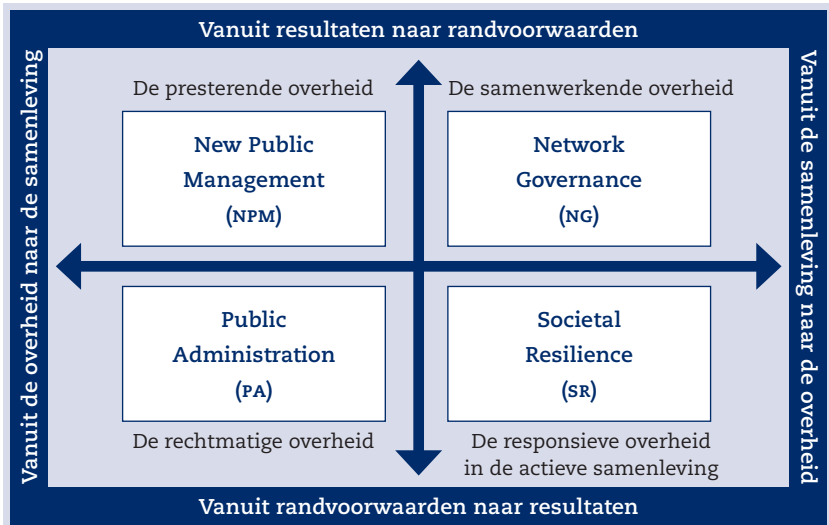 Vanuit resultaten naar randvoorwaarden
Vanuit de overheid naar de samenleving
De presterende overheid
New Public
Management
(NPM)
De samenwerkende overheid
Network
Governance
(NG)
Public
Administration
(PA)
De rechtmatige overheid
Societal
Resilience
(SR)
De responsieve overheid
in de actieve samenleving
Vanuit de samenleving naar de overheid
Vanuit randvoorwaarden naar resultaten